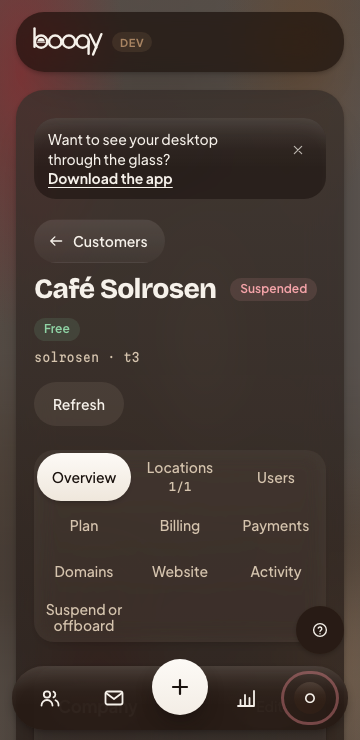 booqy DEV
Want to see your desktop
through the glass?
Download the app
Customers
Café Solrosen Suspended
Free
solrosen · t3
Refresh
Overview Locations 1/1 Users
Plan Billing Payments
Domains Website Activity
Suspend or
offboard
Company